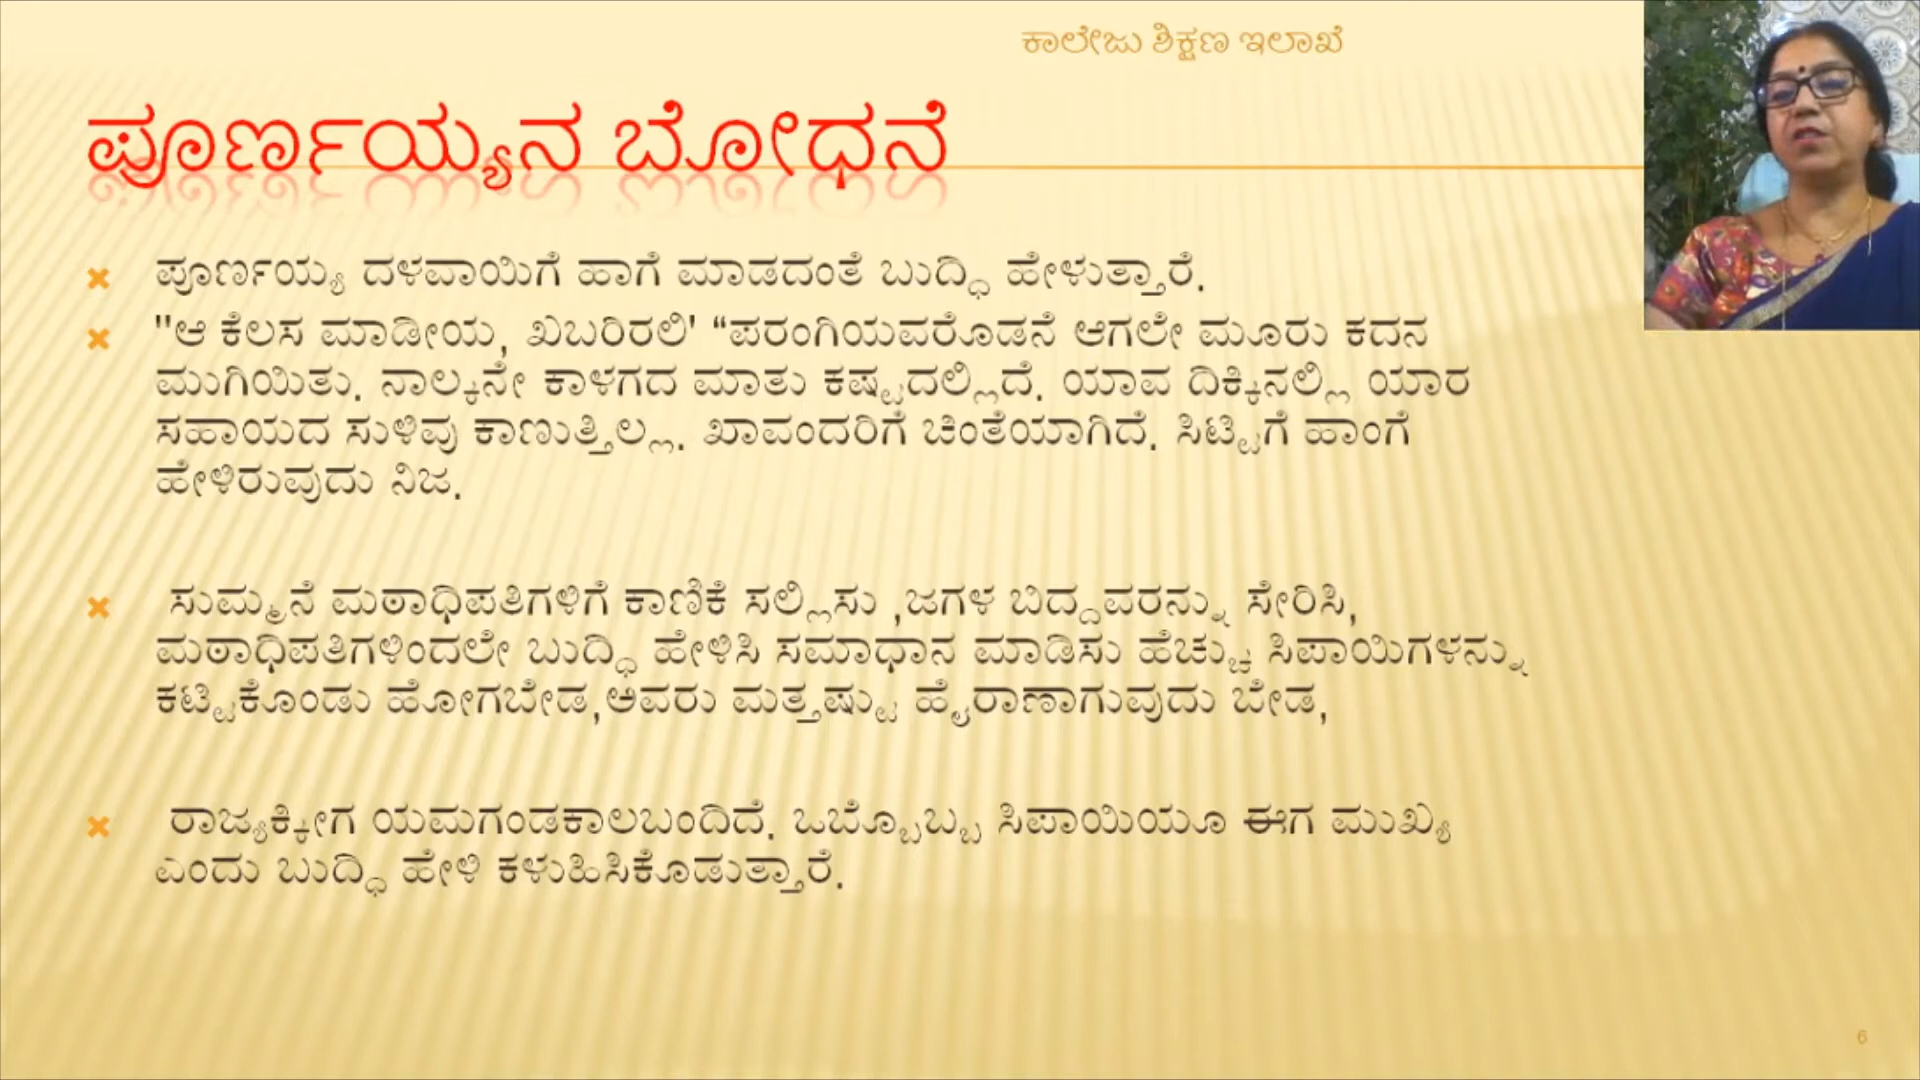 ಕಾಲೇಜು ಶಿಕ್ಷಣ ಇಲಾಖೆ
ಪೂರ್ಣಯ್ಯನ ಬೋಧನೆ
ಪೂರ್ಣಯ್ಯ ದಳವಾಯಿಗೆ ಹಾಗೆ ಮಾಡದಂತೆ ಬುದ್ಧಿ ಹೇಳುತ್ತಾರೆ.
"ಆ ಕೆಲಸ ಮಾಡೀಯ, ಖಬರಿರಲಿ' “ಪರಂಗಿಯವರೊಡನೆ ಆಗಲೇ ಮೂರು ಕದನ
ಮುಗಿಯಿತು. ನಾಲ್ಕನೇ ಕಾಳಗದ ಮಾತು ಕಷ್ಟದಲ್ಲಿದೆ. ಯಾವ ದಿಕ್ಕಿನಲ್ಲಿ ಯಾರ
ಸಹಾಯದ ಸುಳಿವು ಕಾಣುತ್ತಿಲ್ಲ. ಖಾವಂದರಿಗೆ ಚಿಂತೆಯಾಗಿದೆ. ಸಿಟ್ಟಿಗೆ ಹಾಂಗೆ
ಹೇಳಿರುವುದು ನಿಜ.
ಸುಮ್ಮನೆ ಮಠಾಧಿಪತಿಗಳಿಗೆ ಕಾಣಿಕೆ ಸಲ್ಲಿಸು ,ಜಗಳ ಬಿದ್ದವರನ್ನು ಸೇರಿಸಿ,
ಮಠಾಧಿಪತಿಗಳಿಂದಲೇ ಬುದ್ಧಿ ಹೇಳಿಸಿ ಸಮಾಧಾನ ಮಾಡಿಸು ಹೆಚ್ಚು ಸಿಪಾಯಿಗಳನ್ನು
ಕಟ್ಟಿಕೊಂಡು ಹೋಗಬೇಡ,ಅವರು ಮತ್ತಷ್ಟು ಹೈರಾಣಾಗುವುದು ಬೇಡ,
ರಾಜ್ಯಕ್ಕೀಗ ಯಮಗಂಡಕಾಲಬಂದಿದೆ. ಒಬ್ಬೊಬ್ಬ ಸಿಪಾಯಿಯೂ ಈಗ ಮುಖ್ಯ
ಎಂದು ಬುದ್ಧಿ ಹೇಳಿ ಕಳುಹಿಸಿಕೊಡುತ್ತಾರೆ.
6